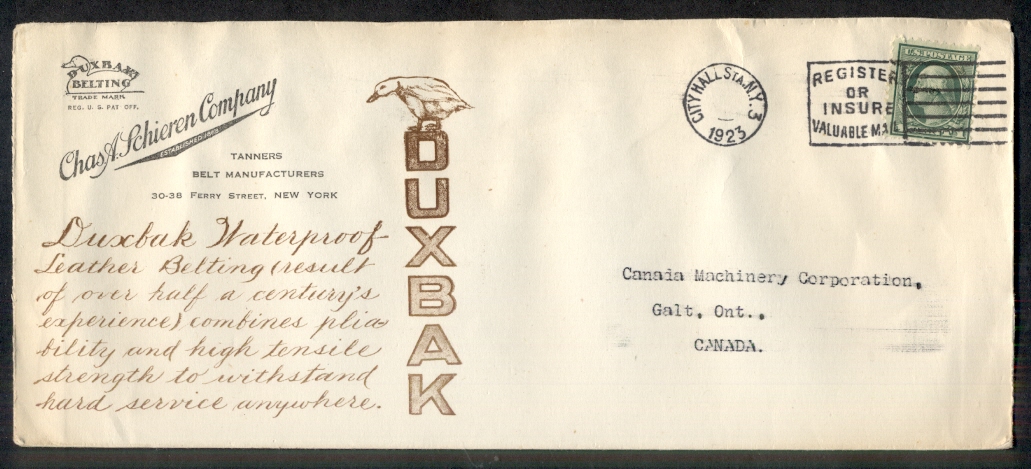 DUXBAK
BELTING
TRADE MARK
REG. U. S. PAT. OFF.
Chas. A. Schieren Company
ESTABLISHED 1868
TANNERS
BELT MANUFACTURERS
30-38 FERRY STREET, NEW YORK
Duxbak Waterproof
Leather Belting (result
of over half a century's
experience) combines plia-
bility and high tensile
strength to withstand
hard service anywhere.
DUXBAK
CITY HALL STA. N.Y. 3
1923
REGISTER
OR
INSURE
VALUABLE MAIL
U.S. POSTAGE
Canaia Machinery Corporation,
Galt, Ont.,
CANADA.